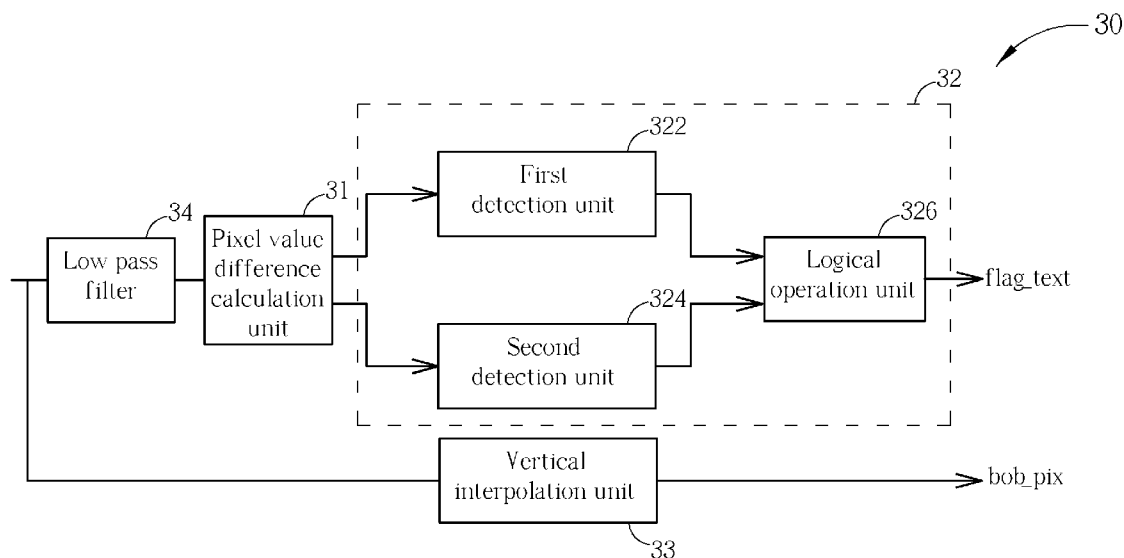 30
32
322
First
detection unit
31
34
Pixel value
difference
calculation
unit
Low pass
filter
326
Logical
operation unit
flag_text
324
Second
detection unit
Vertical
interpolation unit
bob_pix
33